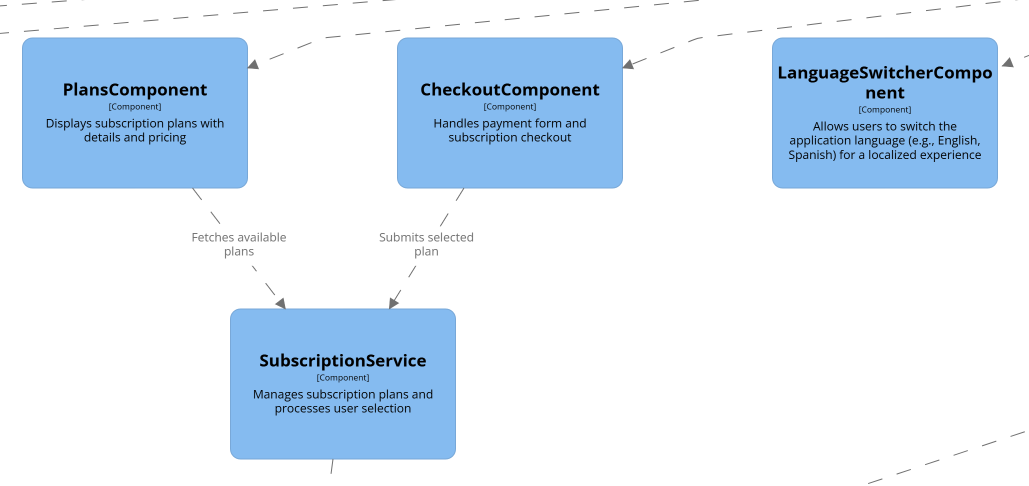 PlansComponent
[Component]
Displays subscription plans with
details and pricing
CheckoutComponent
[Component]
Handles payment form and
subscription checkout
LanguageSwitcherCompo
nent
[Component]
Allows users to switch the
application language (e.g., English,
Spanish) for a localized experience
Fetches available
plans
Submits selected
plan
SubscriptionService
[Component]
Manages subscription plans and
processes user selection